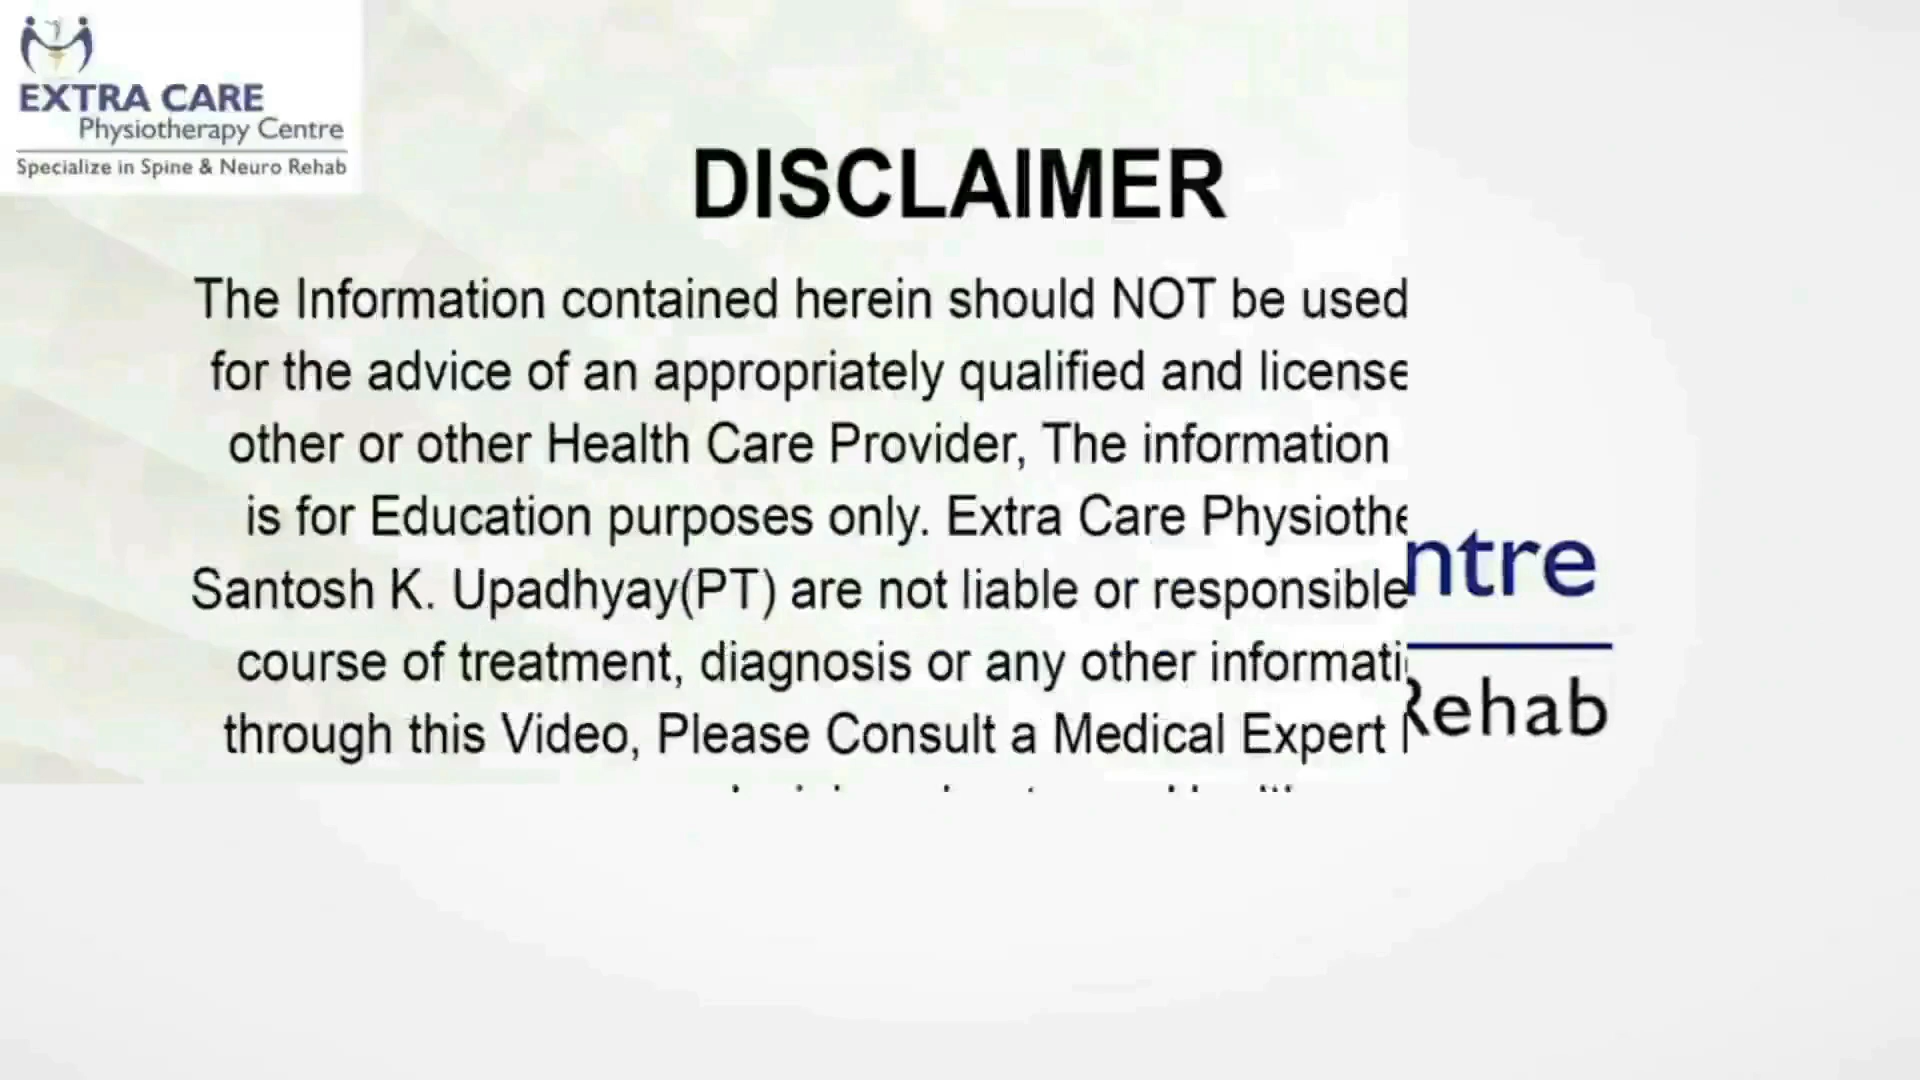 EXTRA CARE
Physiotherapy Centre
Specialize in Spine & Neuro Rehab
DISCLAIMER
The Information contained herein should NOT be used
for the advice of an appropriately qualified and license
other or other Health Care Provider, The information
is for Education purposes only. Extra Care Physiothe
Santosh K. Upadhyay(PT) are not liable or responsible
course of treatment, diagnosis or any other informati
through this Video, Please Consult a Medical Expert
ntre
Rehab